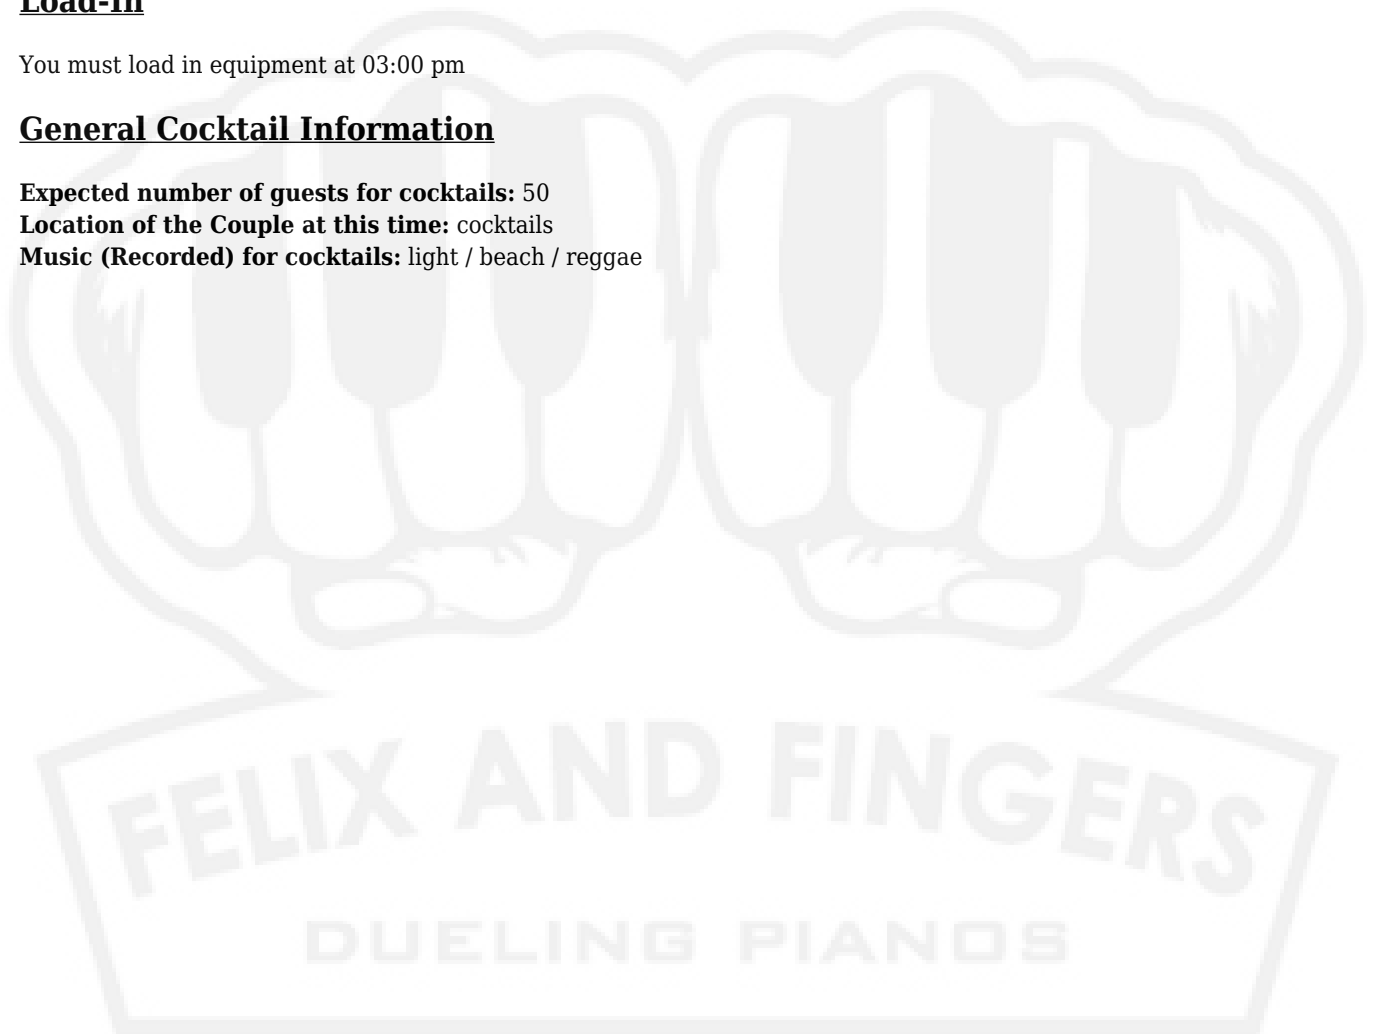 Load-In
You must load in equipment at 03:00 pm
General Cocktail Information
Expected number of guests for cocktails: 50
Location of the Couple at this time: cocktails
Music (Recorded) for cocktails: light / beach / reggae
FELIX AND FINGERS
DUELING PIANOS